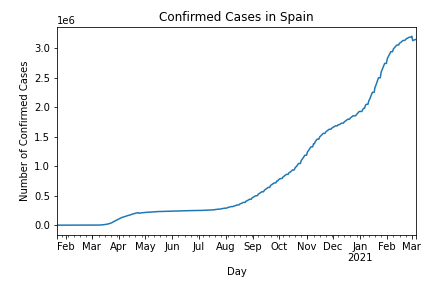 Confirmed Cases in Spain
1e6
3.0
2.5
2.0
1.5
1.0
0.5
0.0
Number of Confirmed Cases
Feb Mar Apr May Jun Jul Aug Sep Oct Nov Dec Jan Feb Mar
2021
Day